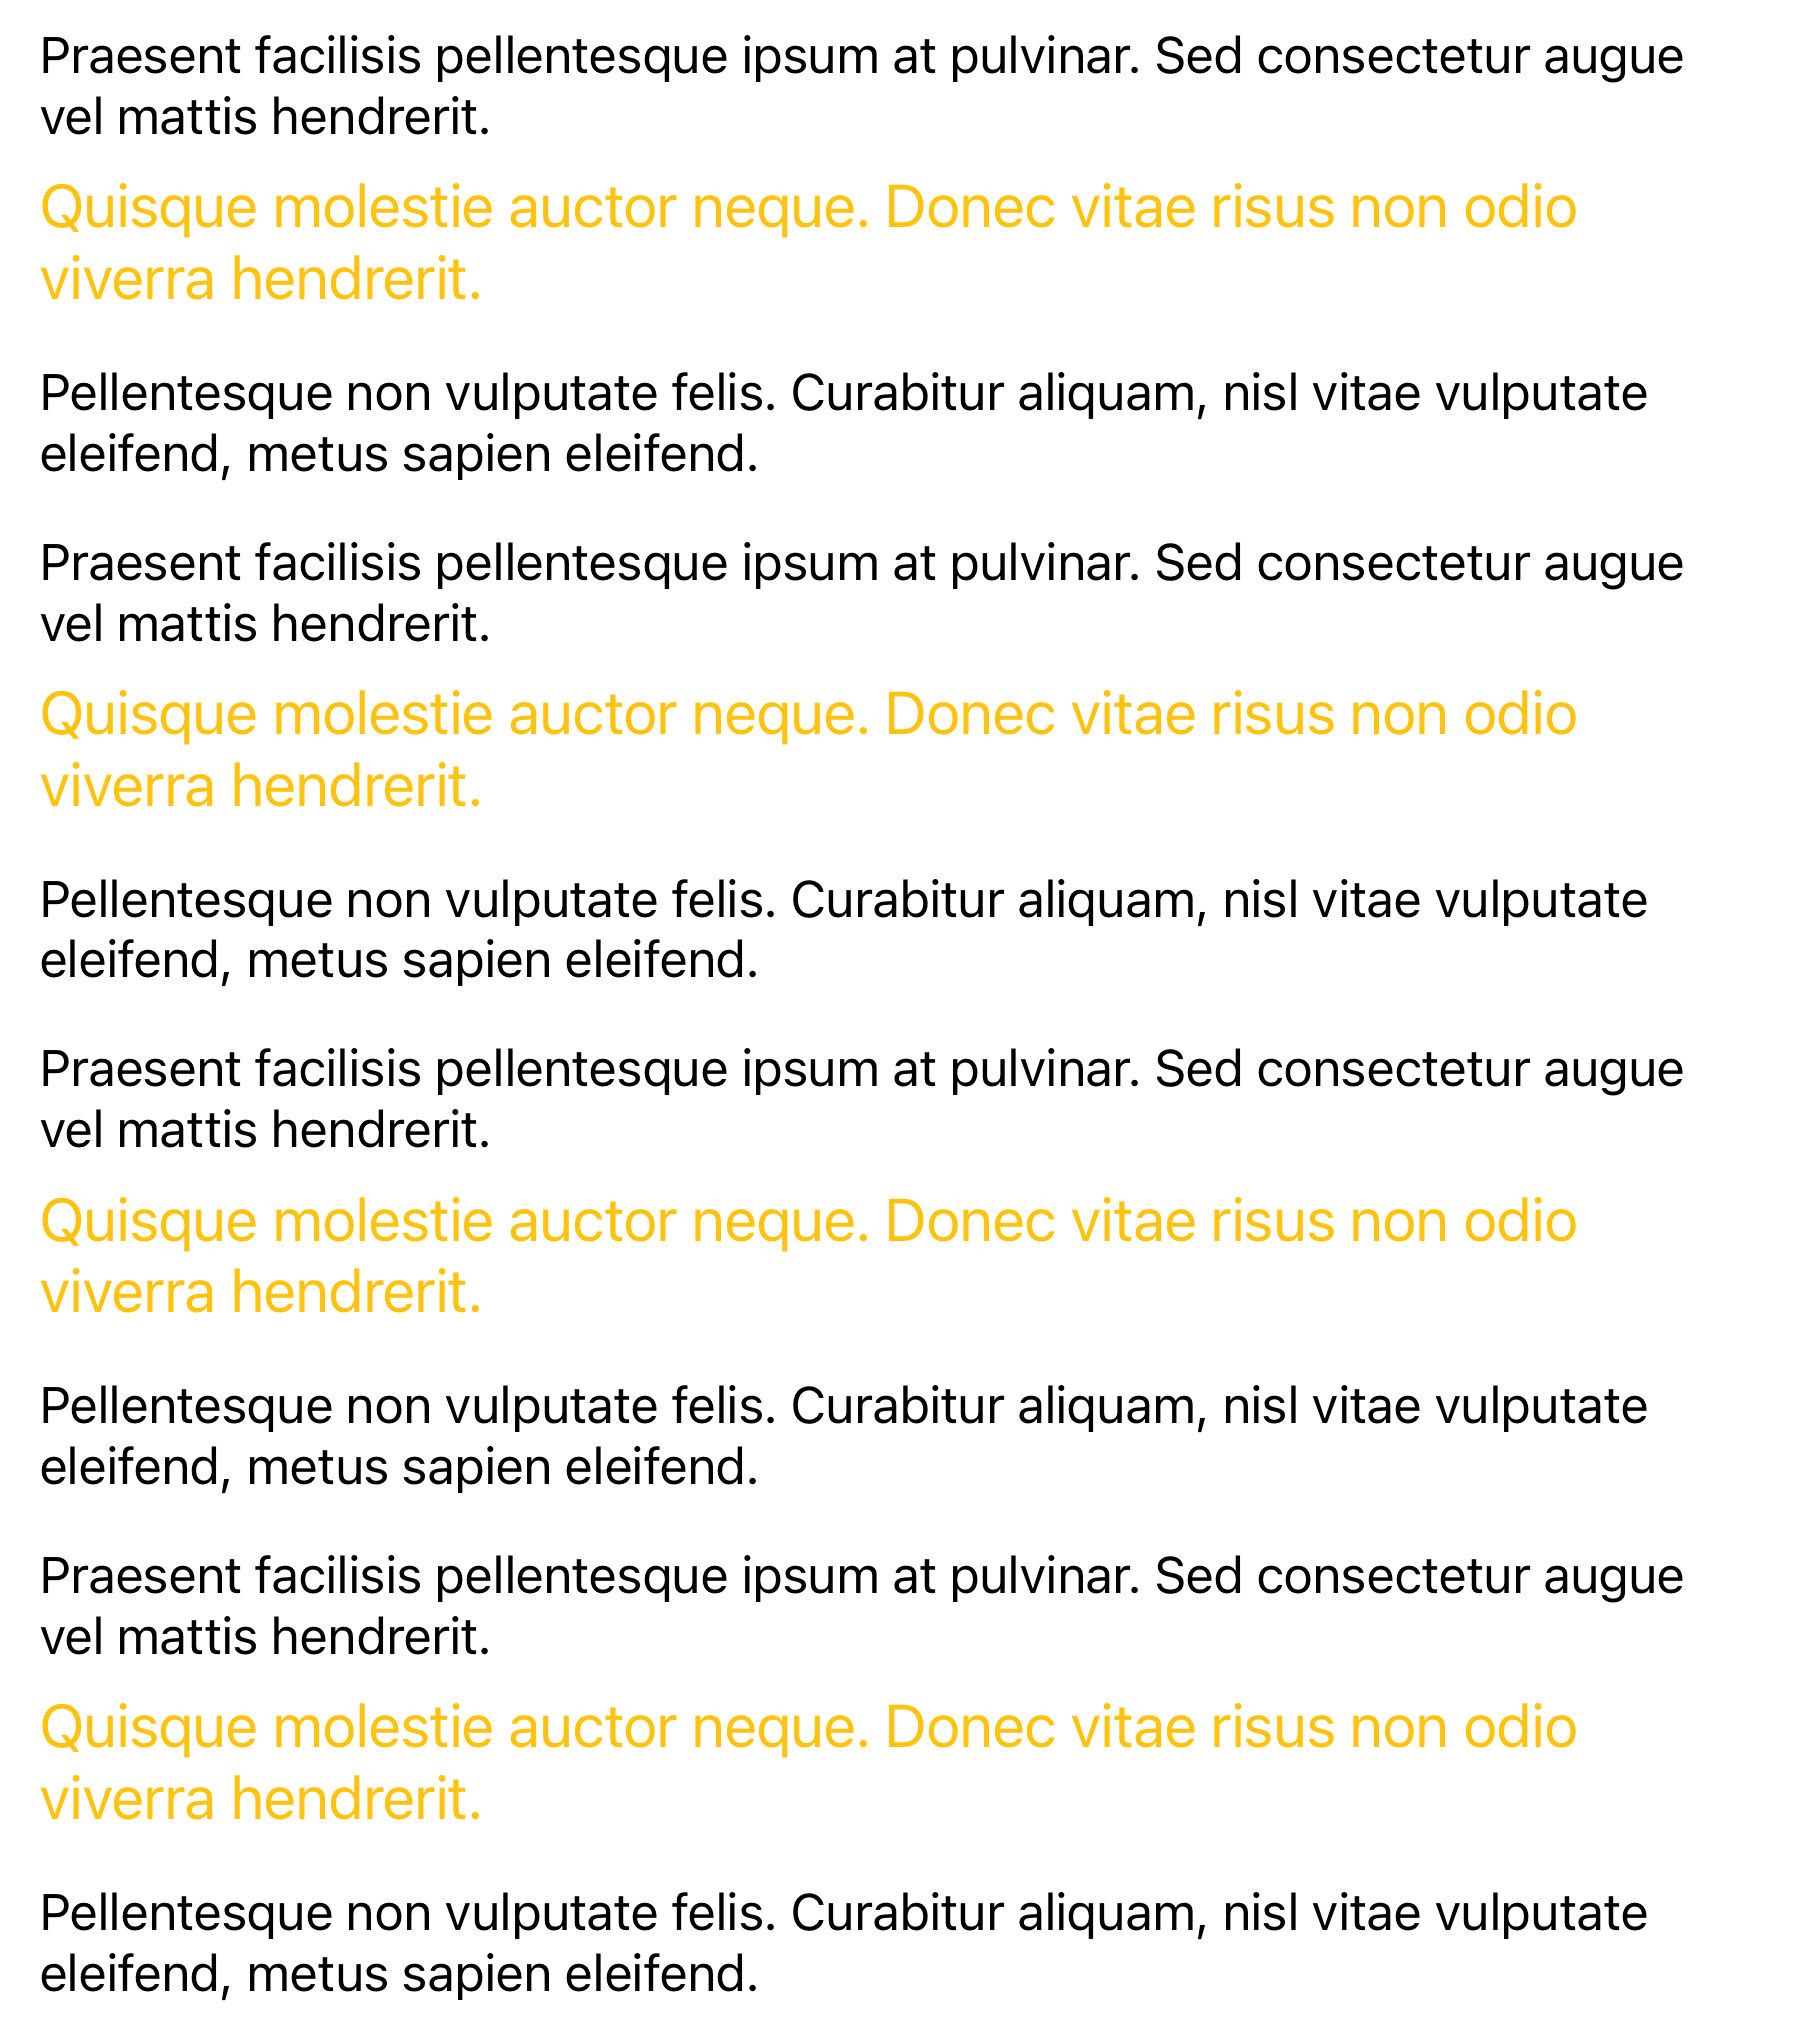 Praesent facilisis pellentesque ipsum at pulvinar. Sed consectetur augue
vel mattis hendrerit.
Quisque molestie auctor neque. Donec vitae risus non odio
viverra hendrerit.
Pellentesque non vulputate felis. Curabitur aliquam, nisl vitae vulputate
eleifend, metus sapien eleifend.
Praesent facilisis pellentesque ipsum at pulvinar. Sed consectetur augue
vel mattis hendrerit.
Quisque molestie auctor neque. Donec vitae risus non odio
viverra hendrerit.
Pellentesque non vulputate felis. Curabitur aliquam, nisl vitae vulputate
eleifend, metus sapien eleifend.
Praesent facilisis pellentesque ipsum at pulvinar. Sed consectetur augue
vel mattis hendrerit.
Quisque molestie auctor neque. Donec vitae risus non odio
viverra hendrerit.
Pellentesque non vulputate felis. Curabitur aliquam, nisl vitae vulputate
eleifend, metus sapien eleifend.
Praesent facilisis pellentesque ipsum at pulvinar. Sed consectetur augue
vel mattis hendrerit.
Quisque molestie auctor neque. Donec vitae risus non odio
viverra hendrerit.
Pellentesque non vulputate felis. Curabitur aliquam, nisl vitae vulputate
eleifend, metus sapien eleifend.